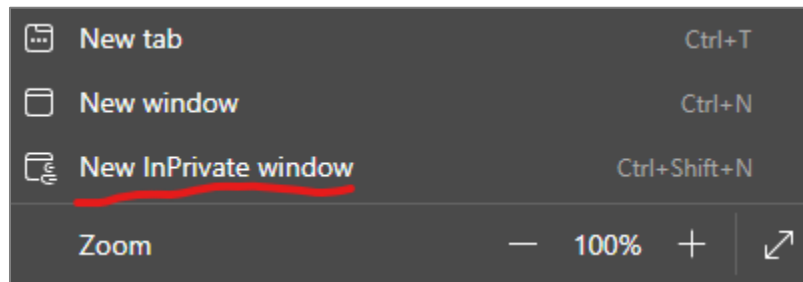 New tab Ctrl+T
New window Ctrl+N
New InPrivate window Ctrl+Shift+N
Zoom — 100% +